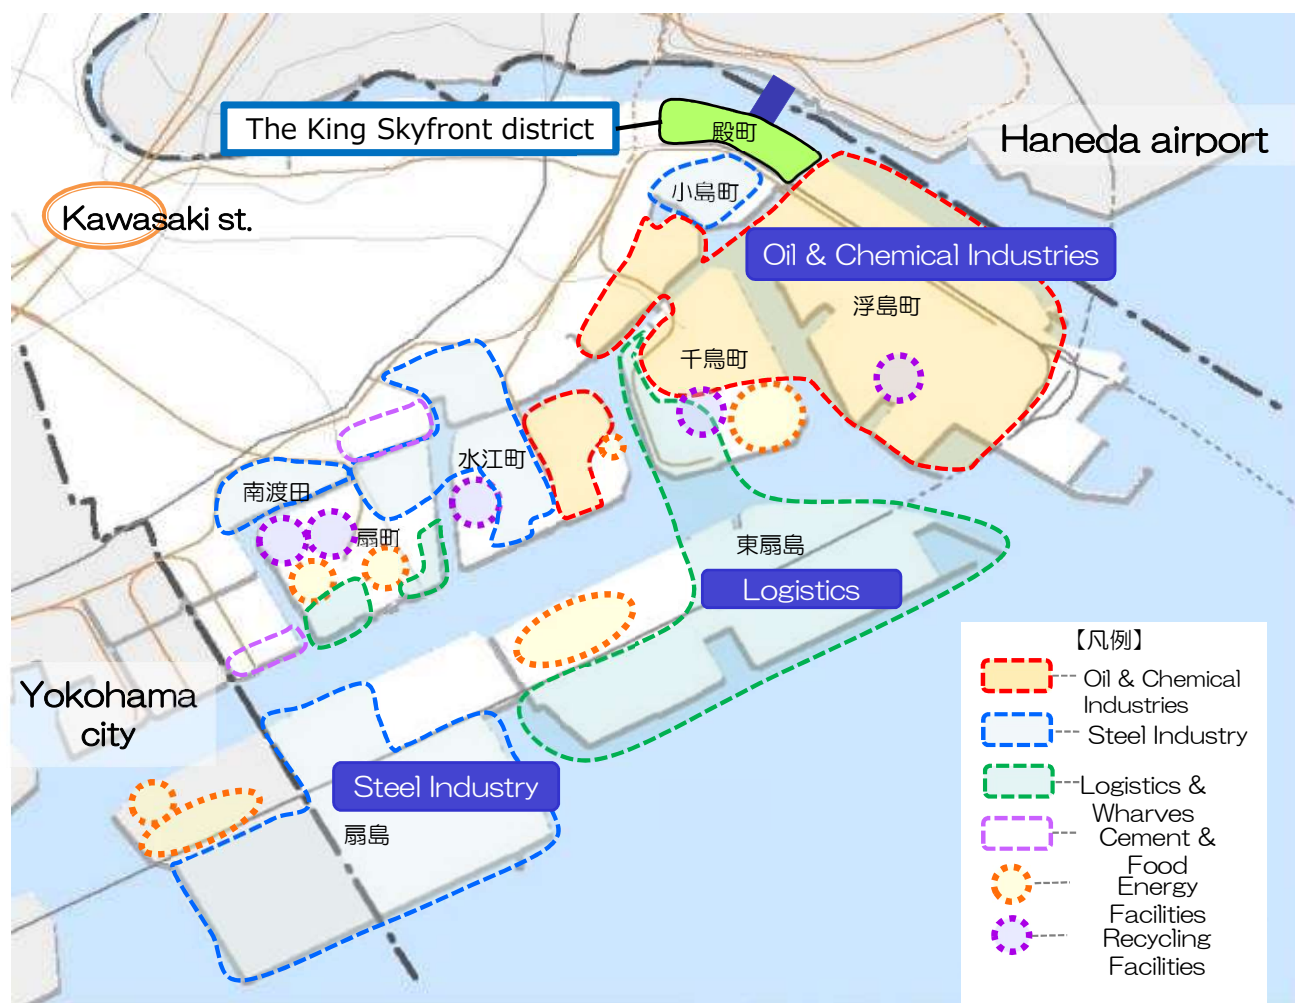 The King Skyfront district
殿町
Haneda airport
小島町
Kawasaki st.
Oil & Chemical Industries
浮島町
千鳥町
水江町
南渡田
扇町
東扇島
Logistics
Yokohama
city
Steel Industry
扇島
【凡例】
Oil & Chemical
Industries
Steel Industry
Logistics &
Wharves
Cement &
Food
Energy
Facilities
Recycling
Facilities